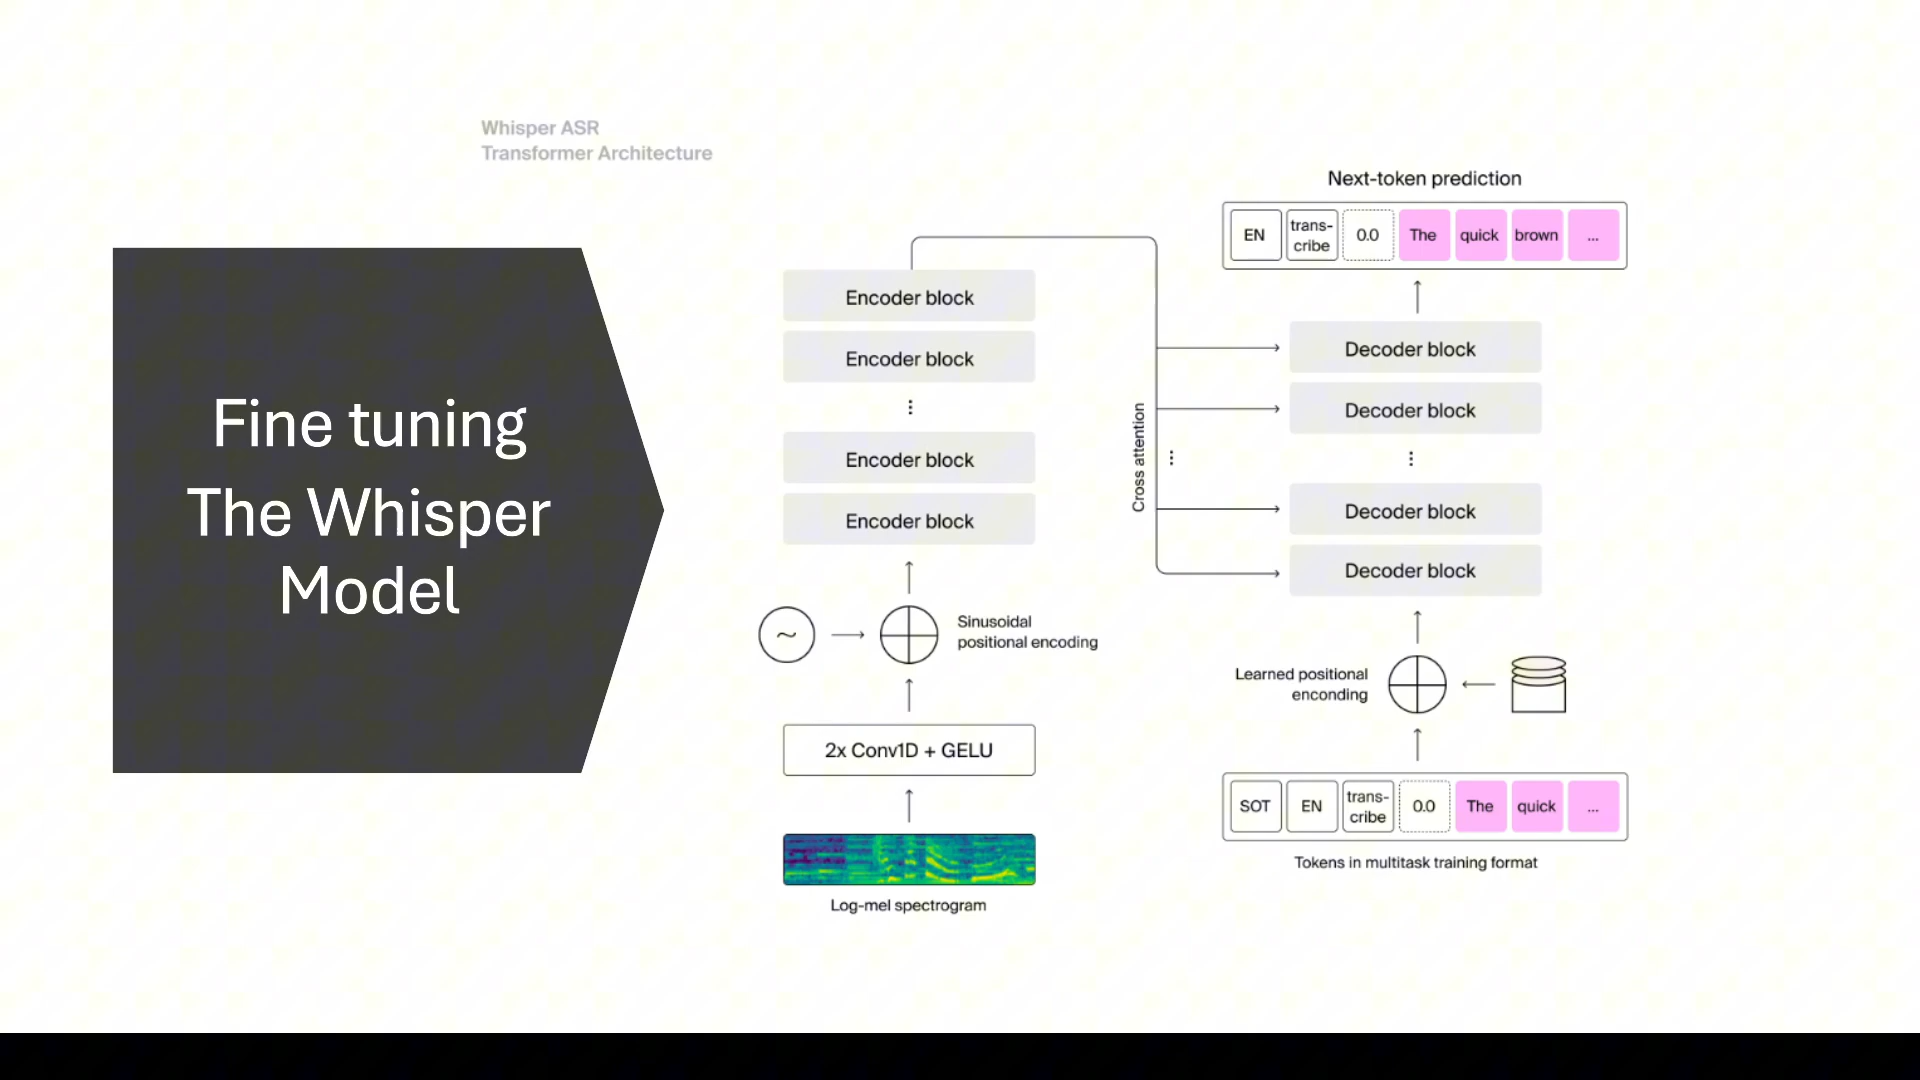 Whisper ASR
Transformer Architecture
Fine tuning
The Whisper
Model
Encoder block
Encoder block
⋮
Encoder block
Encoder block
~
Sinusoidal
positional encoding
2x Conv1D + GELU
Log-mel spectrogram
Cross attention
⋮
Next-token prediction
EN
trans-
cribe
0.0
The
quick
brown
...
Decoder block
Decoder block
⋮
Decoder block
Decoder block
Learned positional
enconding
SOT
EN
trans-
cribe
0.0
The
quick
...
Tokens in multitask training format